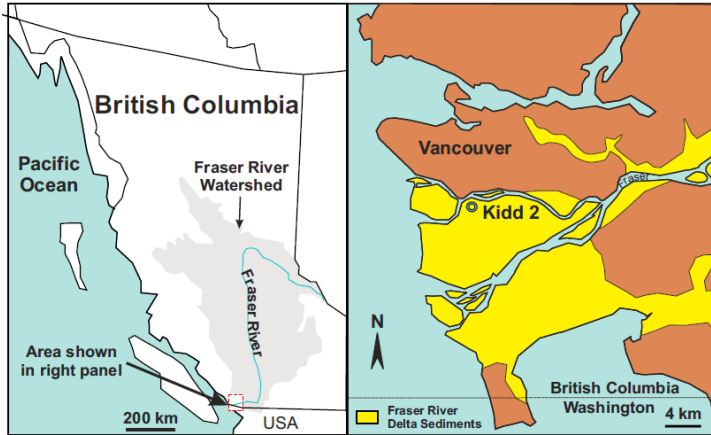 British Columbia
Pacific
Ocean
Fraser River
Watershed
Fraser River
Area shown
in right panel
200 km
USA
Vancouver
Fraser
Kidd 2
N
British Columbia
Washington
Fraser River
Delta Sediments
4 km